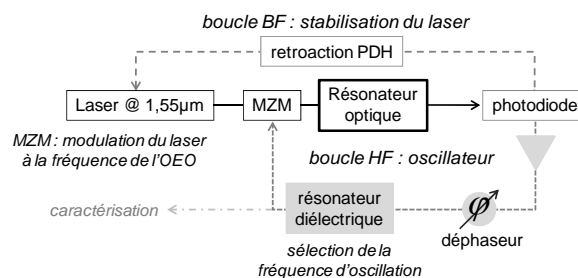 boucle BF : stabilisation du laser
retroaction PDH
Laser @ 1,55µm
MZM
Résonateur
optique
photodiode
MZM : modulation du laser
à la fréquence de l'OEO
boucle HF : oscillateur
caractérisation
résonateur
diélectrique
φ
déphaseur
sélection de la
fréquence d'oscillation